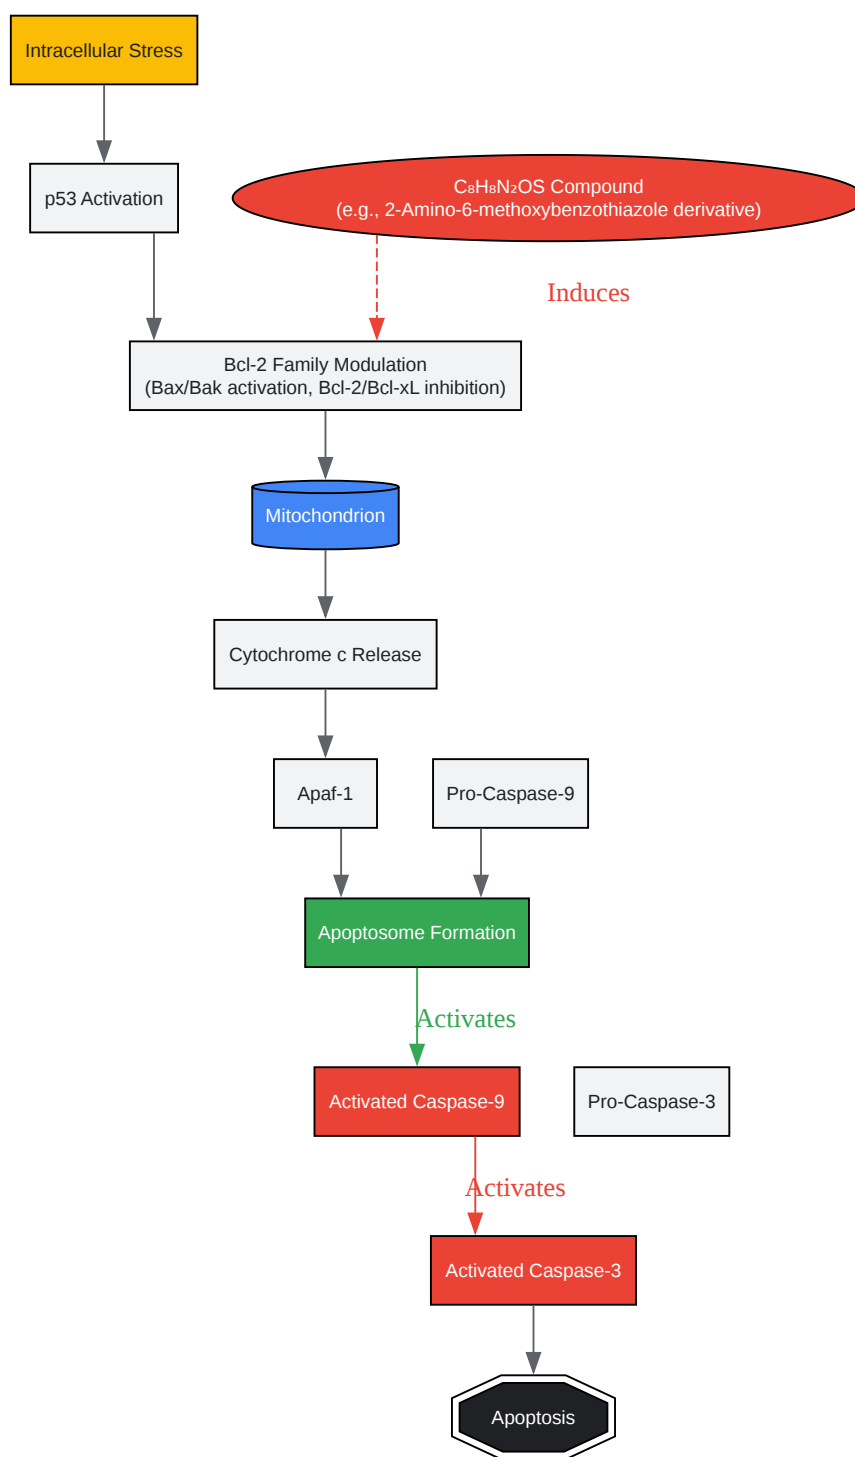 Intracellular Stress
p53 Activation
C₈H₈N₂OS Compound
(e.g., 2-Amino-6-methoxybenzothiazole derivative)
Induces
Bcl-2 Family Modulation
(Bax/Bak activation, Bcl-2/Bcl-xL inhibition)
Mitochondrion
Cytochrome c Release
Apaf-1
Pro-Caspase-9
Apoptosome Formation
Activates
Activated Caspase-9
Pro-Caspase-3
Activates
Activated Caspase-3
Apoptosis